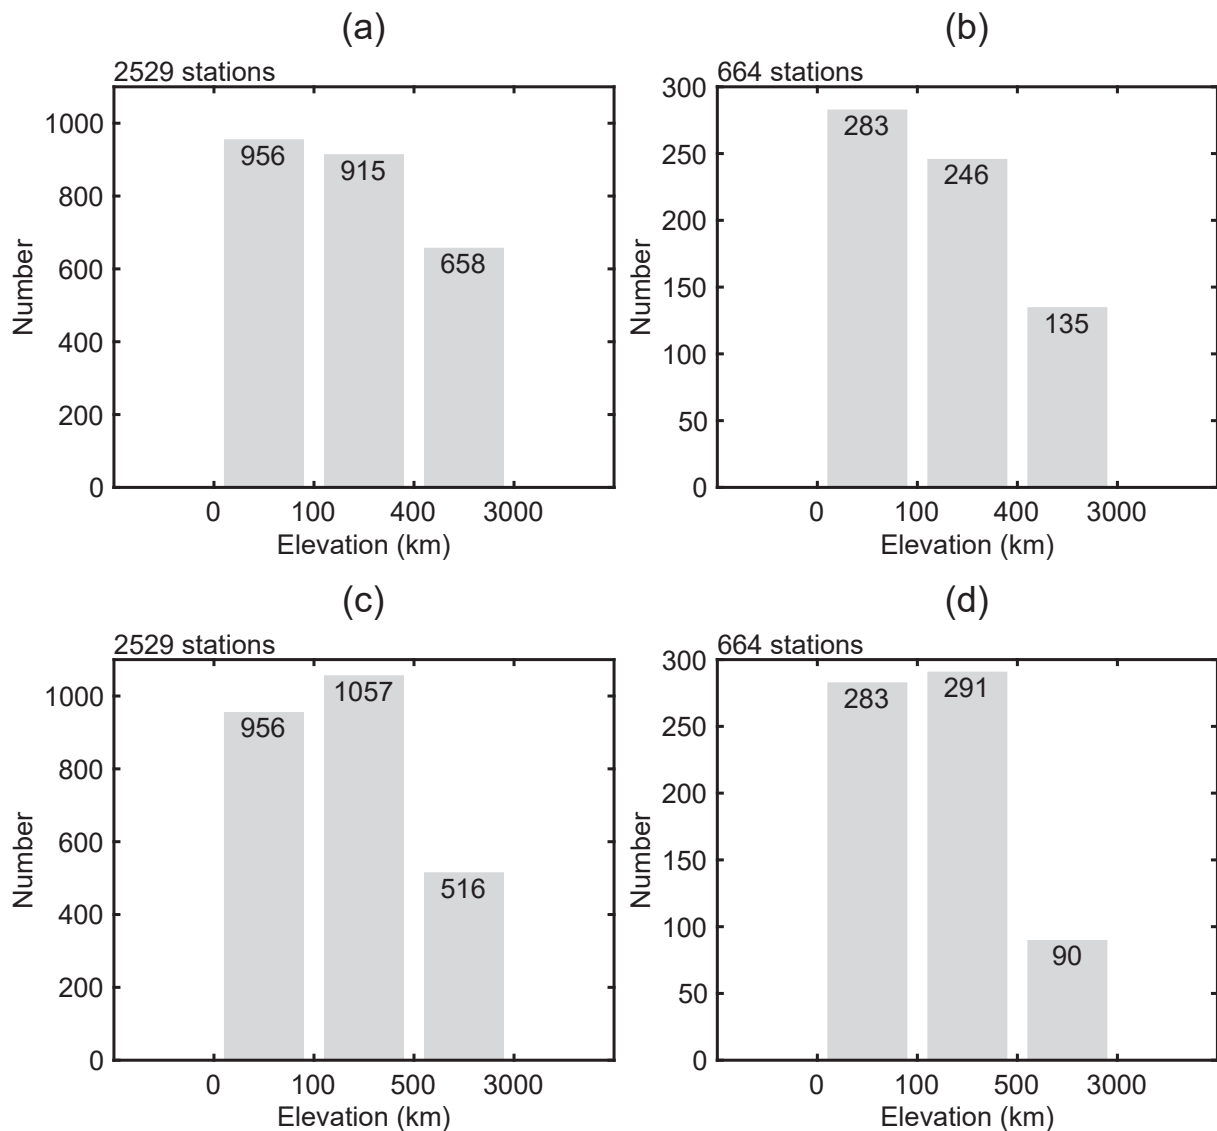 (a)
2529 stations
1000
800
600
400
200
0
Number
956
915
658
0 100 400 3000
Elevation (km)
(b)
664 stations
300
250
200
150
100
50
0
Number
283
246
135
0 100 400 3000
Elevation (km)
(c)
2529 stations
1000
800
600
400
200
0
Number
956
1057
516
0 100 500 3000
Elevation (km)
(d)
664 stations
300
250
200
150
100
50
0
Number
283
291
90
0 100 500 3000
Elevation (km)